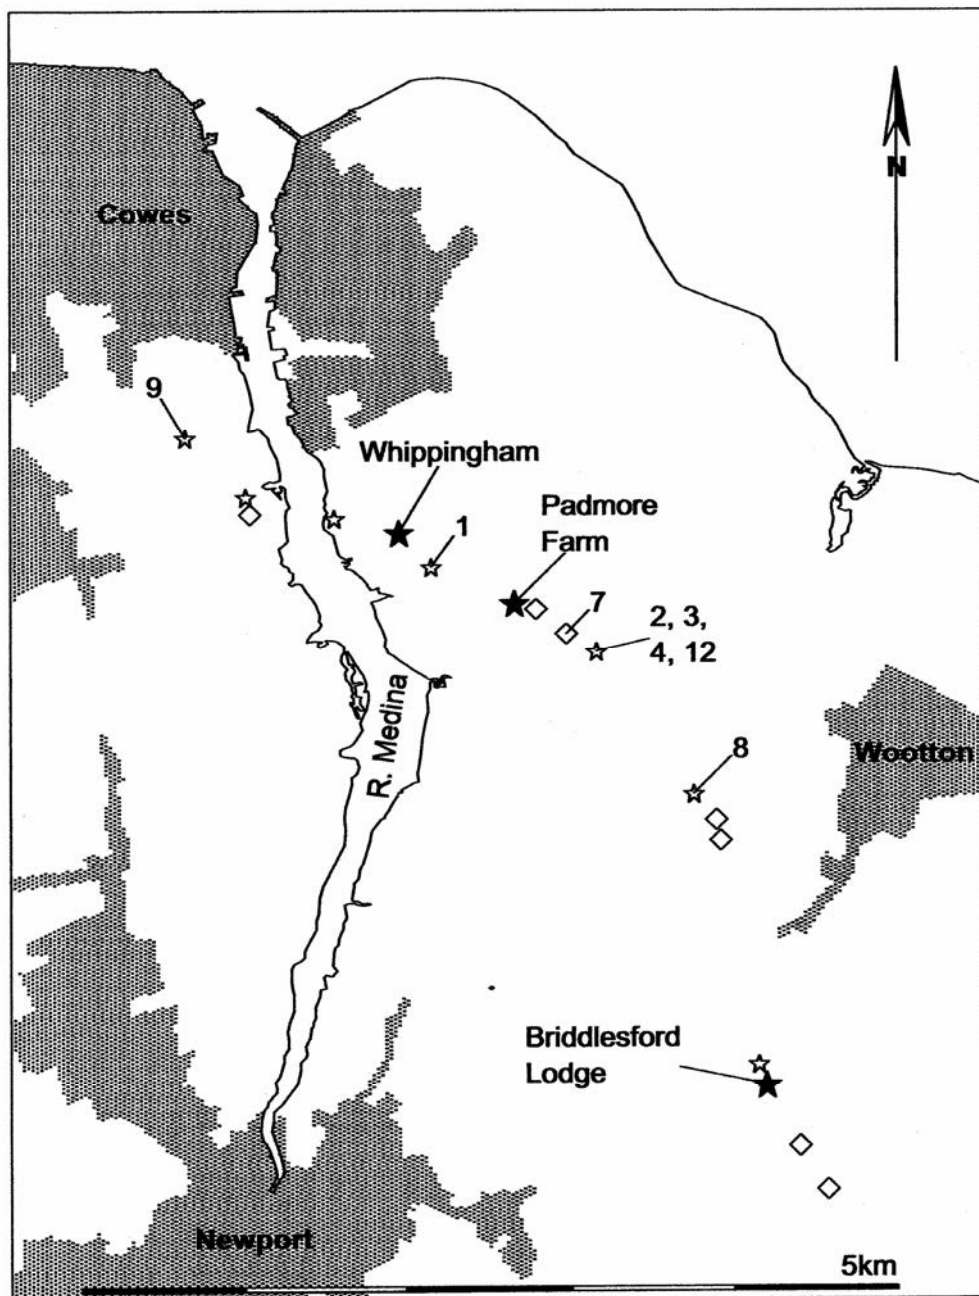 N
Cowes
9
Whippingham
1
Padmore
Farm
7
2, 3,
4, 12
R. Medina
8
Wootton
Briddlesford
Lodge
Newport
5km